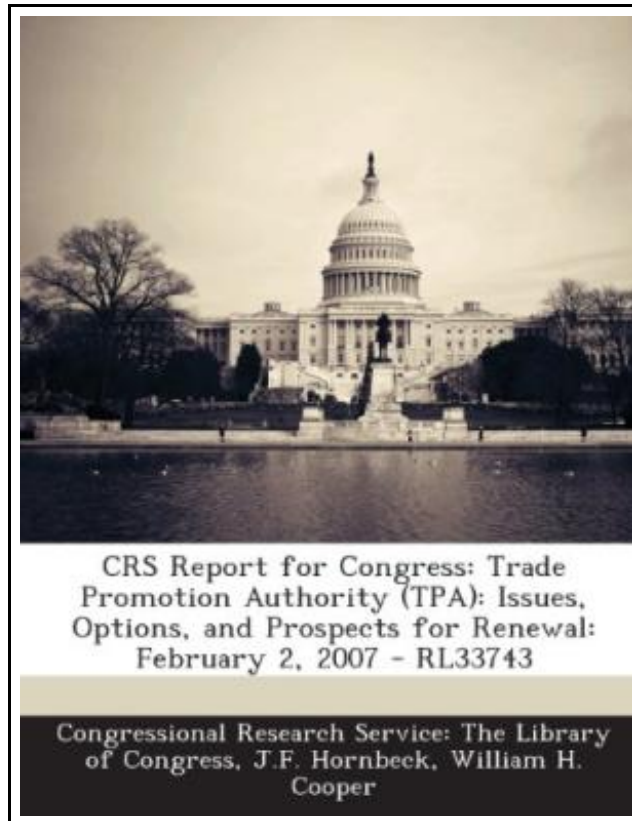 CRS Report for Congress: Trade
Promotion Authority (TPA): Issues,
Options, and Prospects for Renewal:
February 2, 2007 - RL33743
Congressional Research Service: The Library
of Congress, J.F. Hornbeck, William H.
Cooper